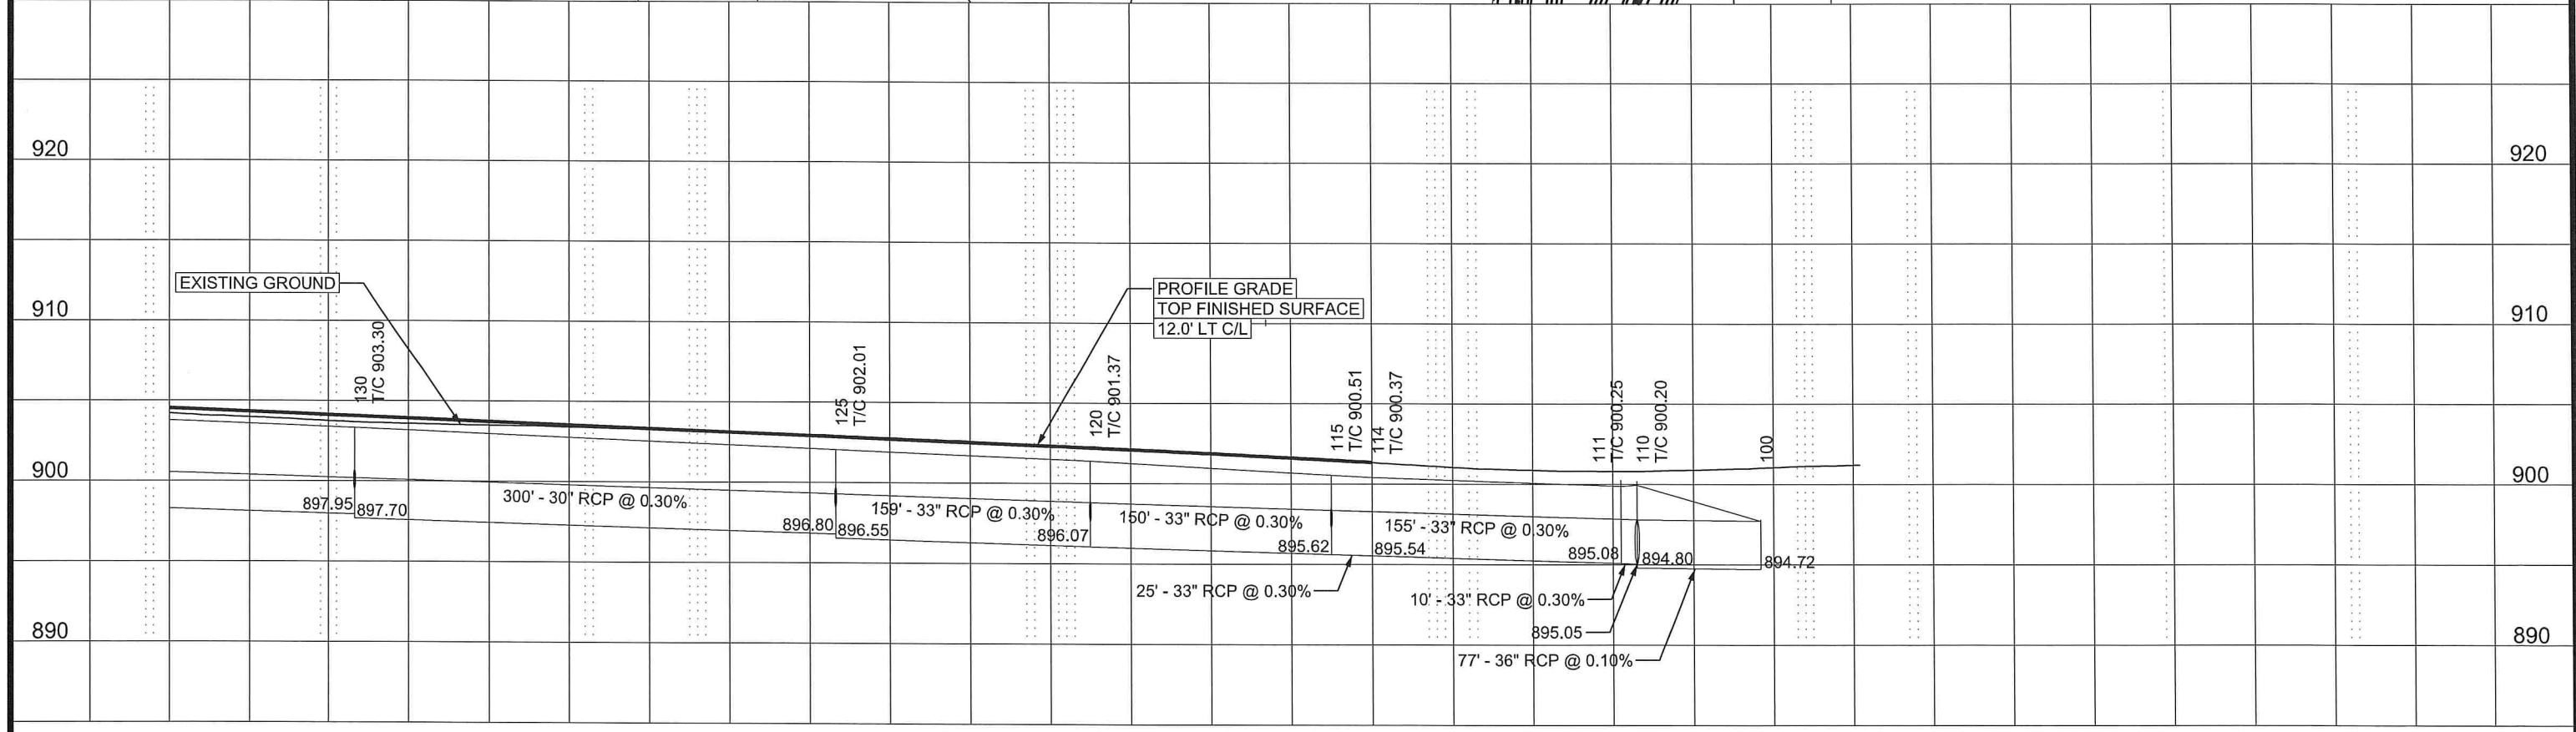 920
920
EXISTING GROUND
PROFILE GRADE
TOP FINISHED SURFACE
12.0' LT C/L
910
910
130
T/C 903.30
125
T/C 902.01
120
T/C 901.37
115
T/C 900.51
114
T/C 900.37
111
T/C 900.25
110
T/C 900.20
100
900
900
897.95
897.70
300' - 30" RCP @ 0.30%
896.80
896.55
159' - 33" RCP @ 0.30%
896.07
150' - 33" RCP @ 0.30%
895.62
895.54
155' - 33" RCP @ 0.30%
895.08
894.80
894.72
25' - 33" RCP @ 0.30%
10' - 33" RCP @ 0.30%
895.05
77' - 36" RCP @ 0.10%
890
890